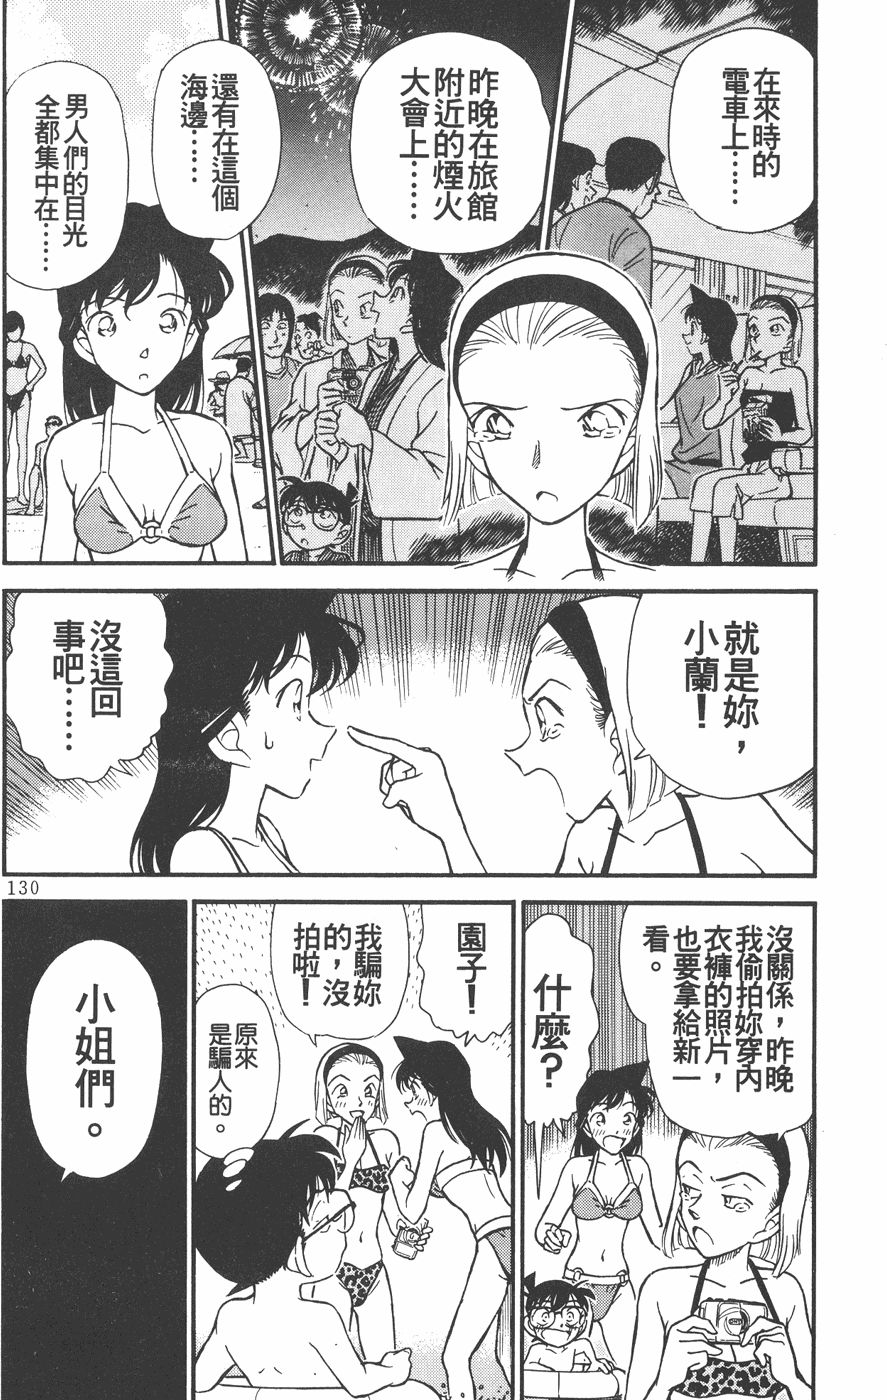 在來時的
電車上……
昨晚在旅館
附近的煙火
大會上……
還有在這個
海邊……
男人們的目光
全都集中在……
就是妳，
小蘭！
沒這回
事吧……
130
沒關係，昨晚
我偷拍妳穿內
衣褲的照片，
也要拿給新一
看。
什麼？
園子！
我騙妳
的，沒
拍啦！
原來
是騙人的。
小姐們。